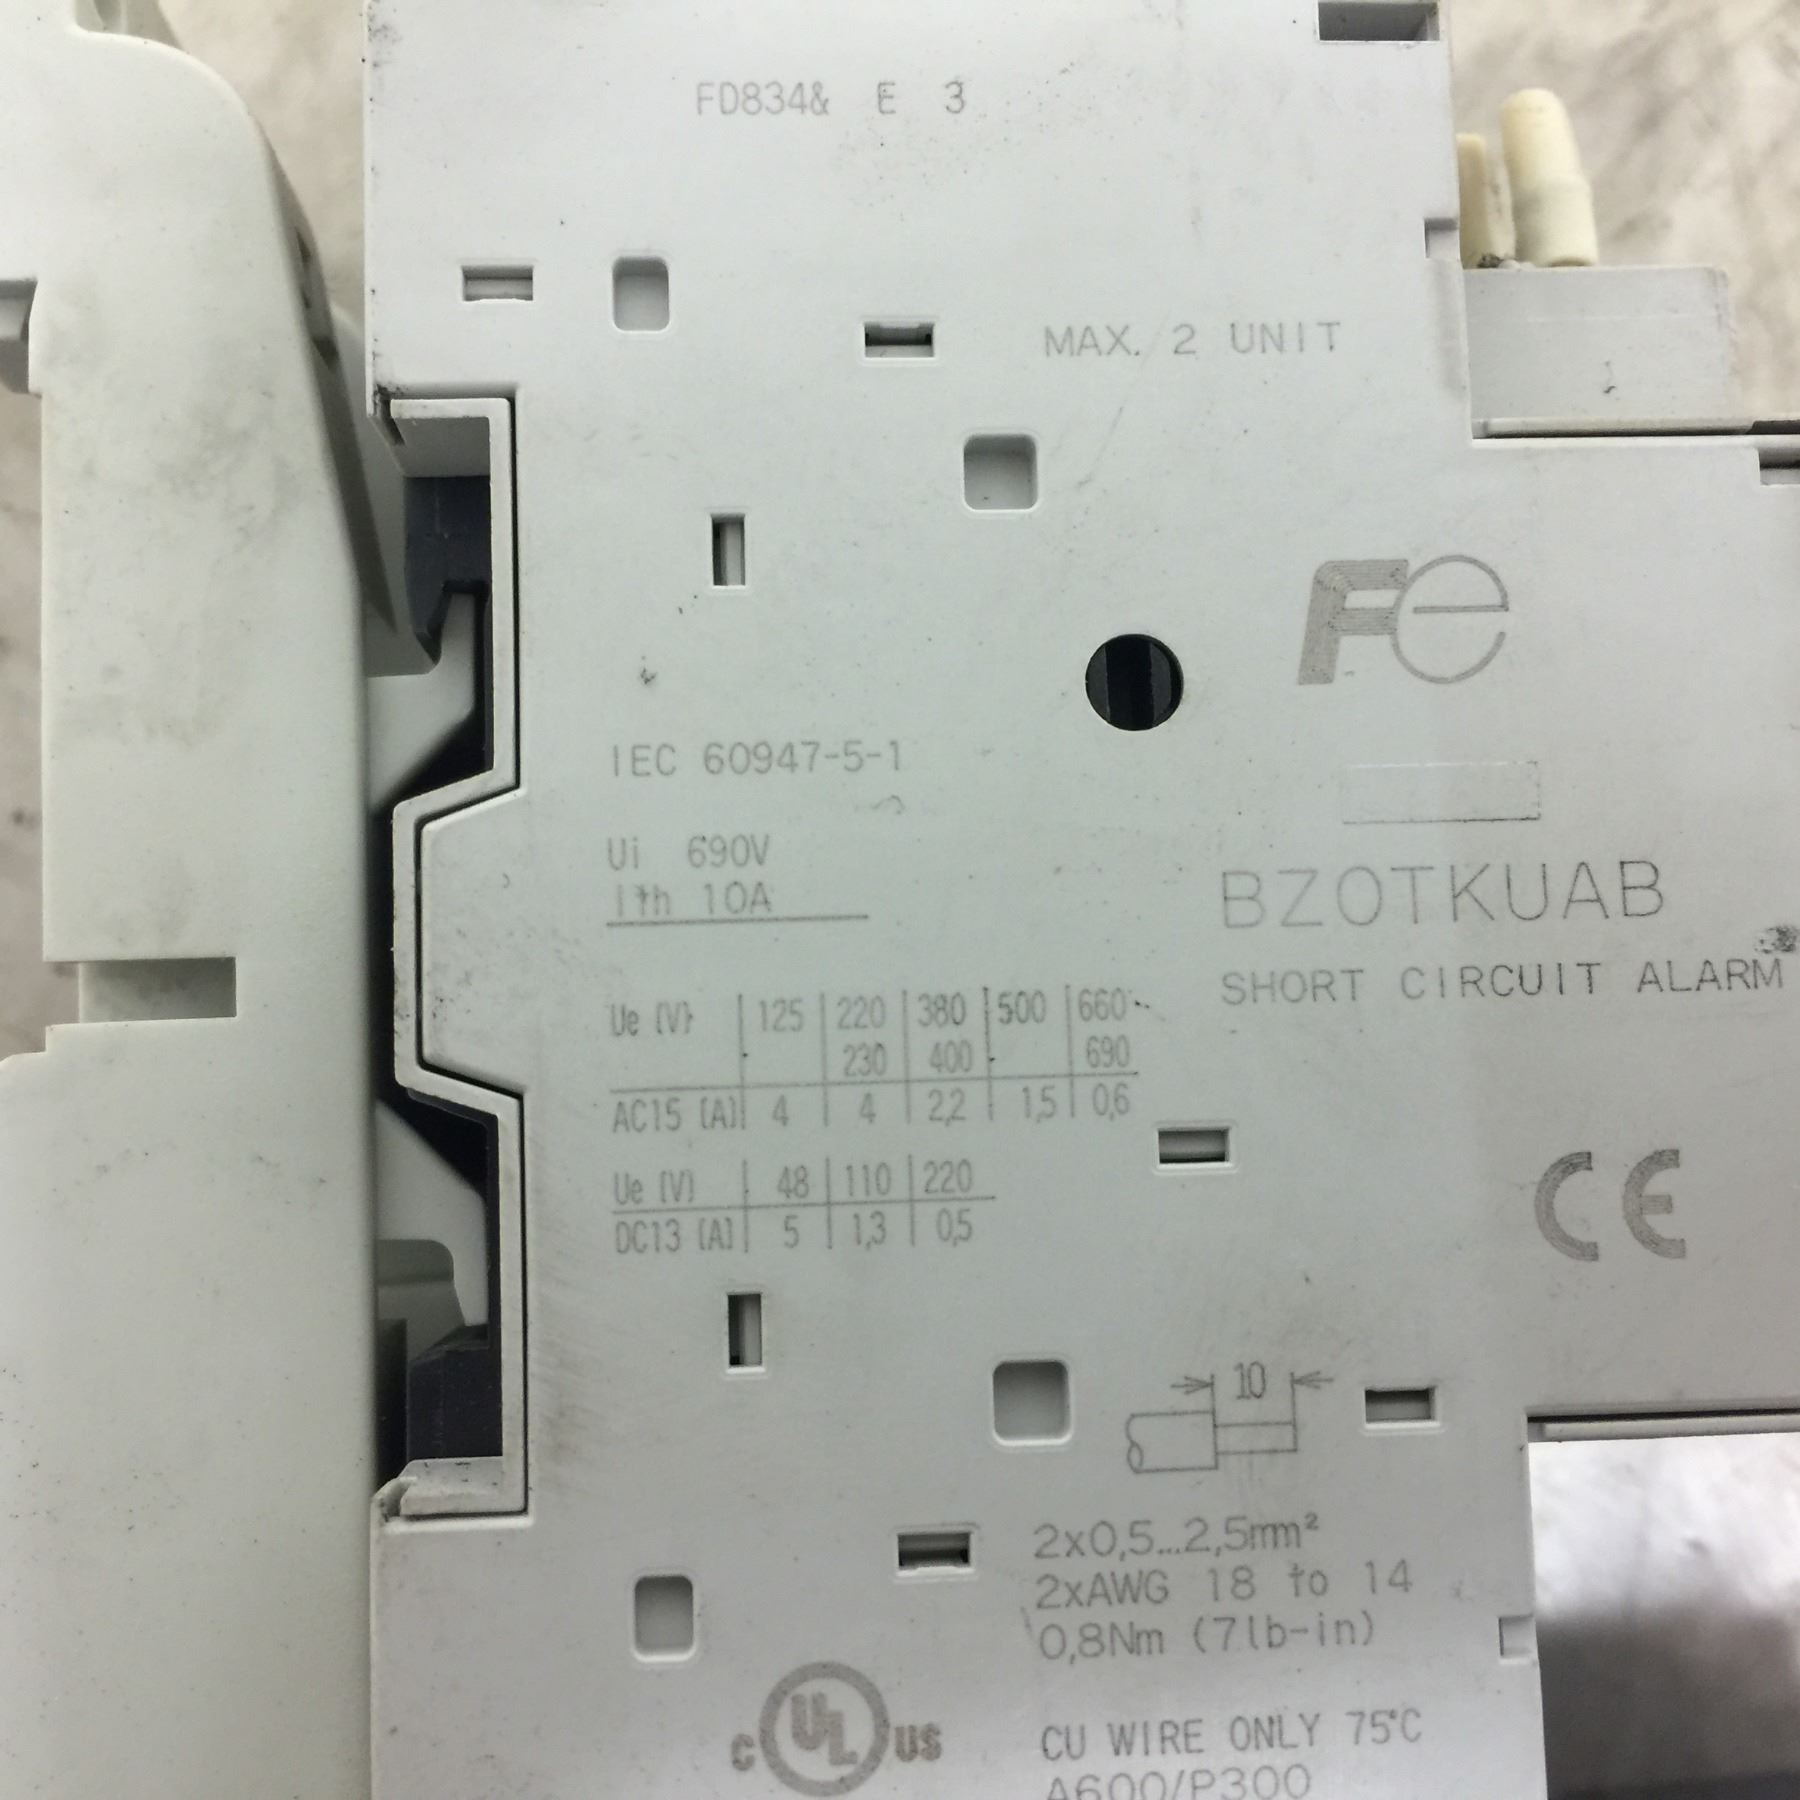 FD834& E 3
MAX. 2 UNIT
Fe
IEC 60947-5-1
Ui 690V
Ith 10A
BZ0TKUAB
SHORT CIRCUIT ALARM
Ue (V) 125 220 380 500 660
230 400 690
AC15 (A) 4 4 2,2 1,5 0,6
Ue (V) 48 110 220
DC13 (A) 5 1,3 0,5
CE
10
2x0,5...2,5mm²
2xAWG 18 to 14
0,8Nm (7lb-in)
C UL US
CU WIRE ONLY 75°C
A600/P300